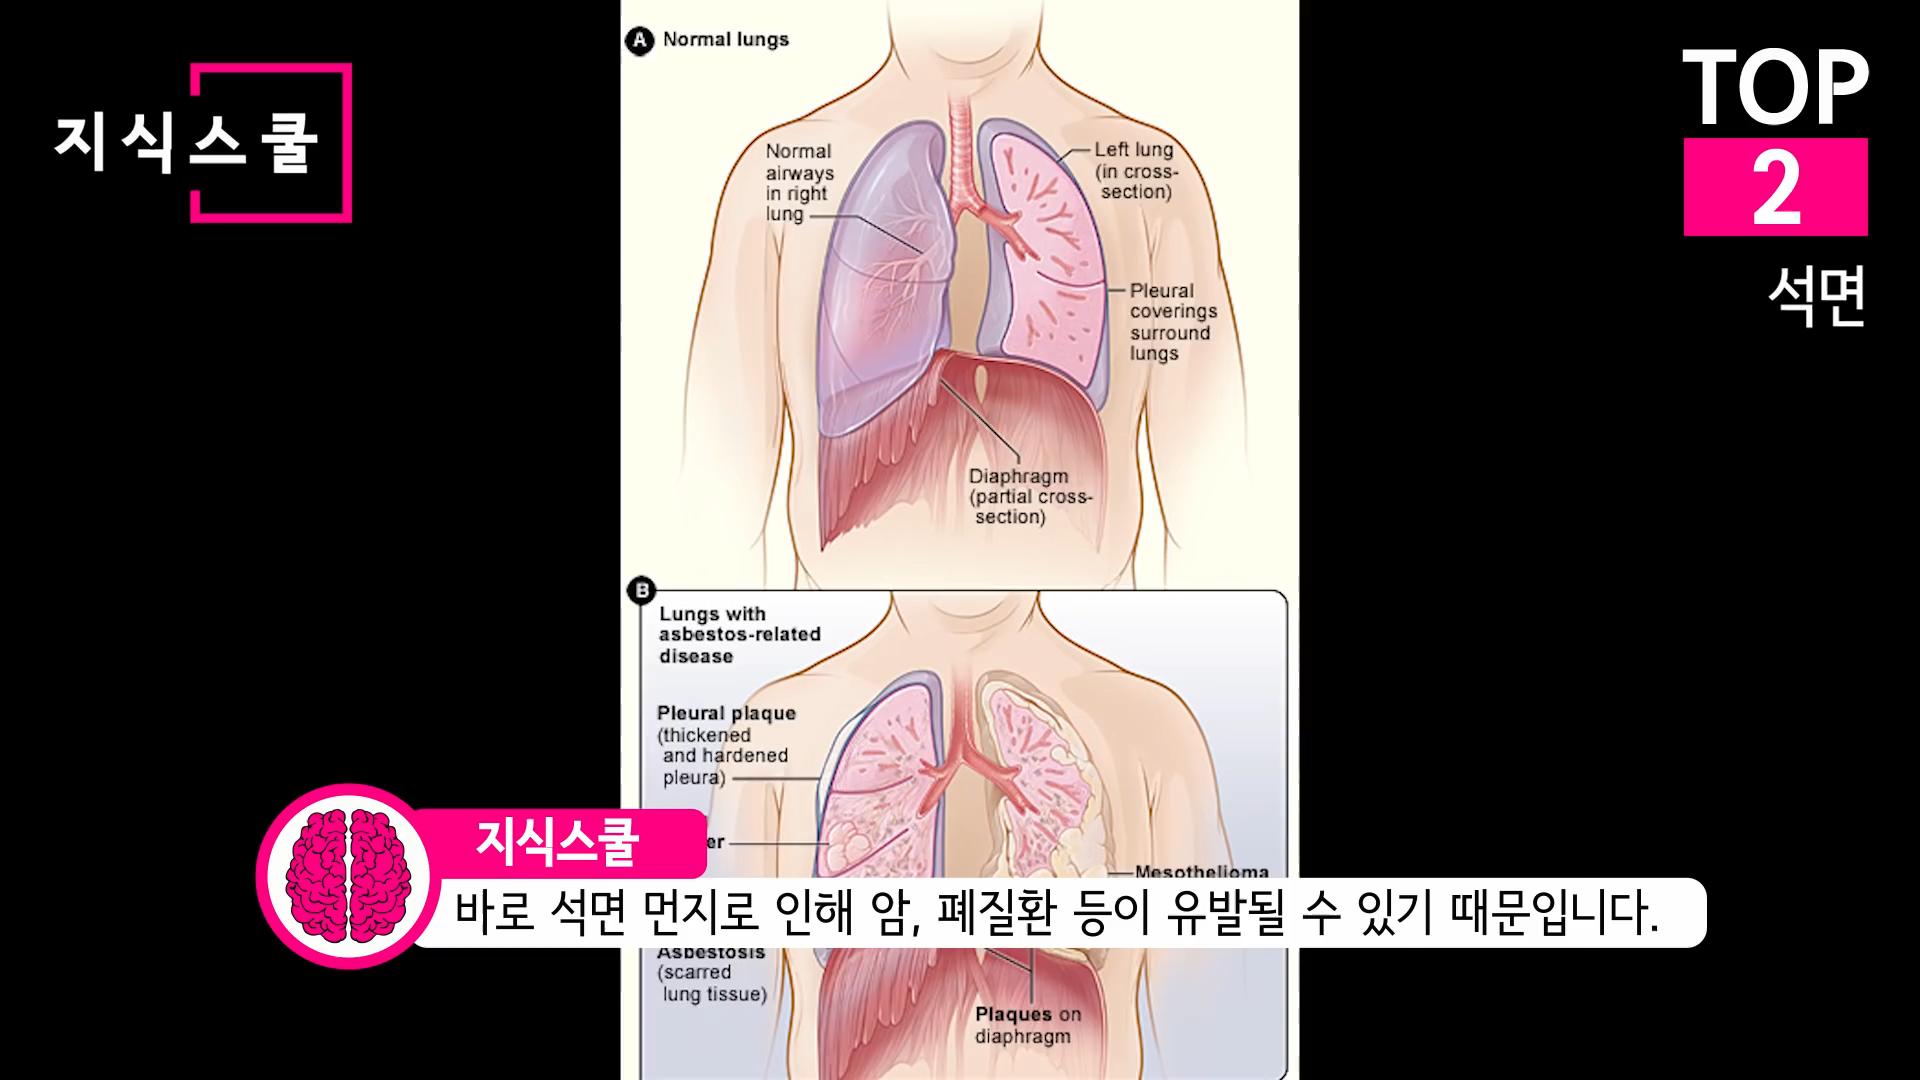 지식스쿨
TOP
2
석면
A Normal lungs
Normal
airways
in right
lung
Left lung
(in cross-
section)
Pleural
coverings
surround
lungs
Diaphragm
(partial cross-
section)
B
Lungs with
asbestos-related
disease
Pleural plaque
(thickened
and hardened
pleura)
er
Mesothelioma
지식스쿨
바로 석면 먼지로 인해 암, 폐질환 등이 유발될 수 있기 때문입니다.
Asbestosis
(scarred
lung tissue)
Plaques on
diaphragm